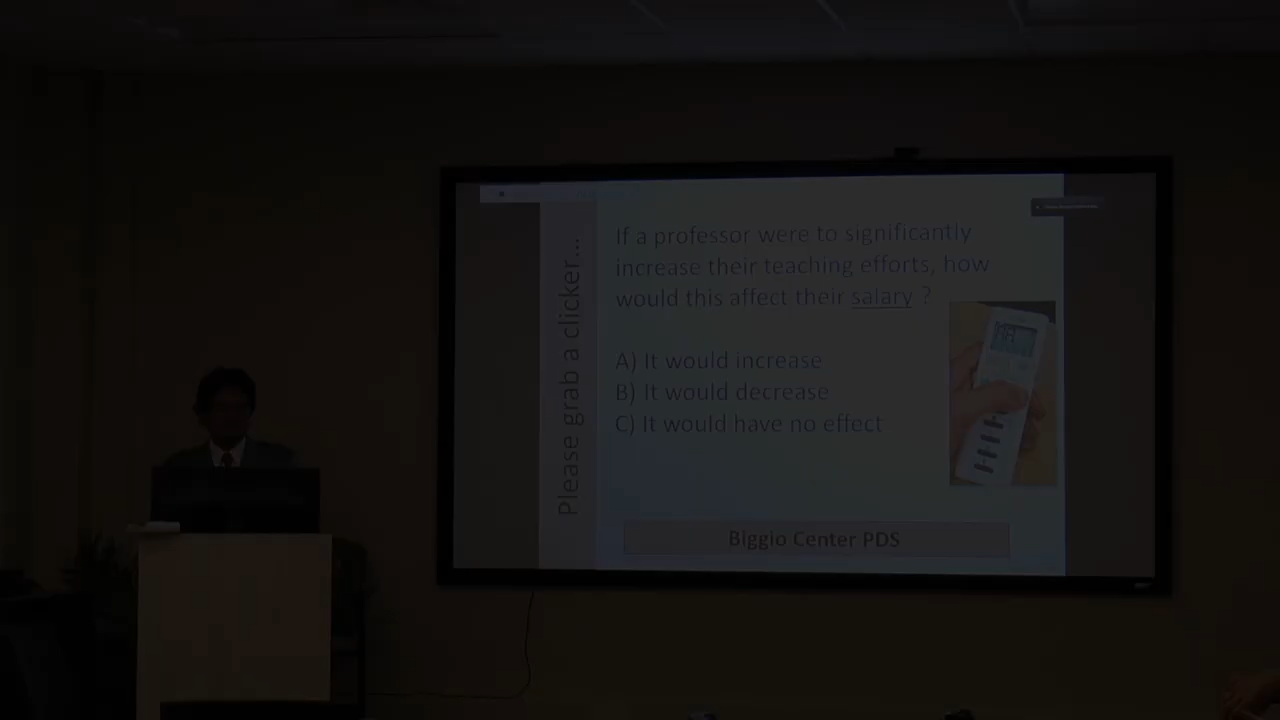 Please grab a clicker...
If a professor were to significantly
increase their teaching efforts, how
would this affect their salary ?
A) It would increase
B) It would decrease
C) It would have no effect
Biggio Center PDS